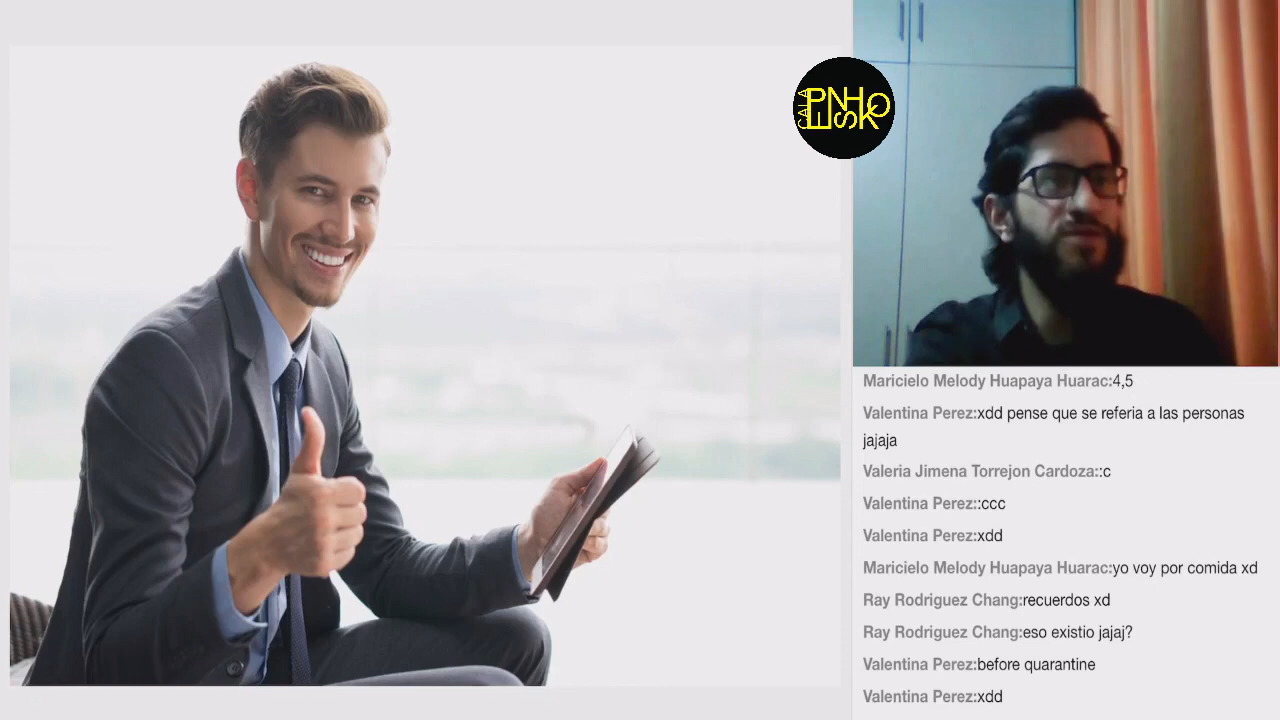 CALA
PENSHOK
Maricielo Melody Huapaya Huarac:4,5
Valentina Perez:xdd pense que se referia a las personas
jajaja
Valeria Jimena Torrejon Cardoza::c
Valentina Perez::ccc
Valentina Perez:xdd
Maricielo Melody Huapaya Huarac:yo voy por comida xd
Ray Rodriguez Chang:recuerdos xd
Ray Rodriguez Chang:eso existio jajaj?
Valentina Perez:before quarantine
Valentina Perez:xdd